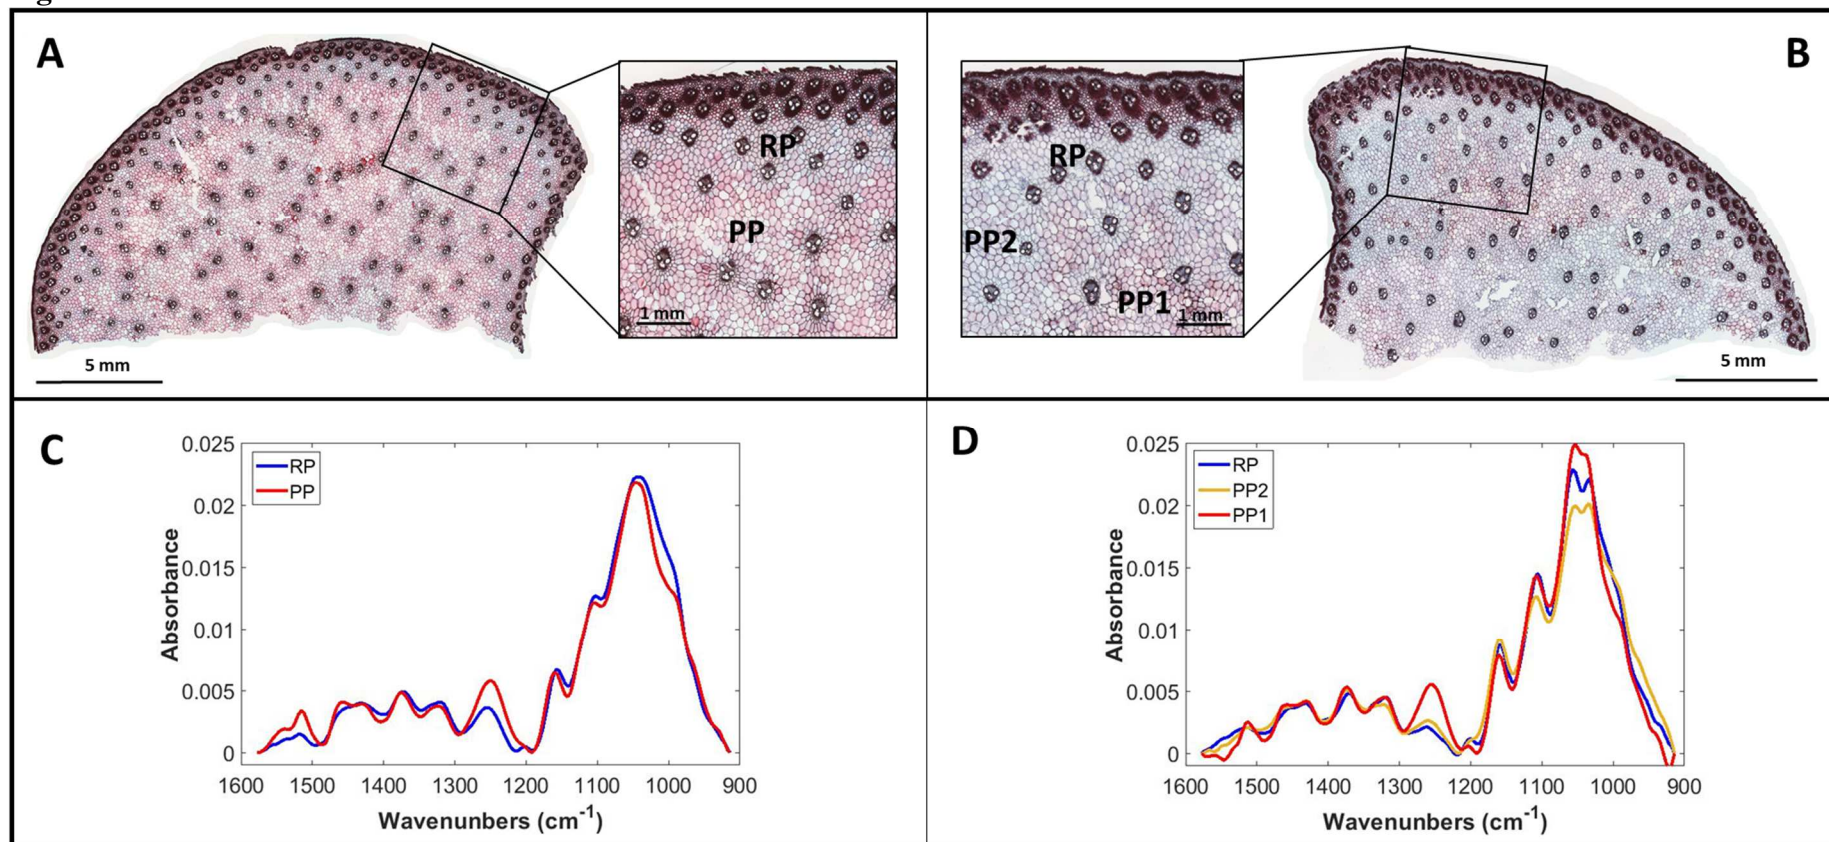 A
B
RP
PP
1 mm
RP
PP2
PP1
1 mm
5 mm
5 mm
C
0.025
0.02
0.015
0.01
0.005
0
1600 1500 1400 1300 1200 1100 1000 900
Absorbance
Wavenunbers (cm⁻¹)
RP
PP
D
0.025
0.02
0.015
0.01
0.005
0
1600 1500 1400 1300 1200 1100 1000 900
Absorbance
Wavenunbers (cm⁻¹)
RP
PP2
PP1